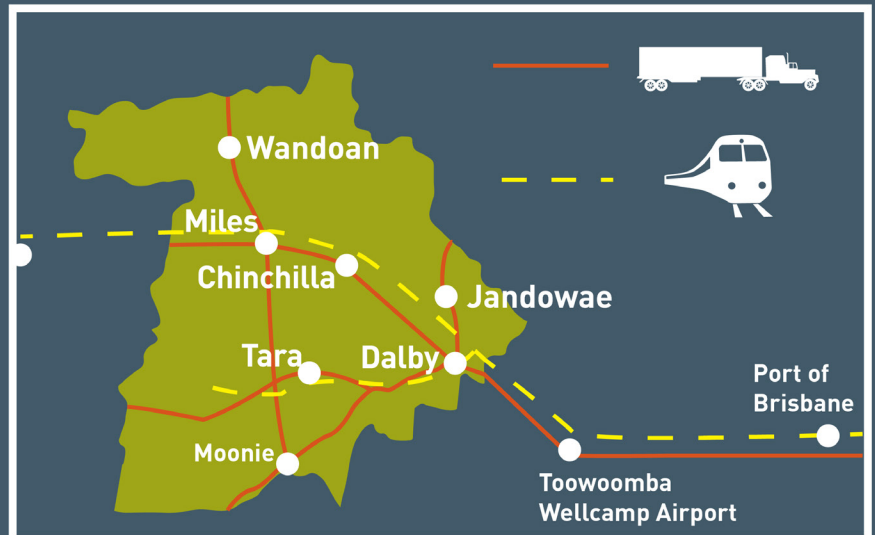 Wandoan
Miles
Chinchilla
Jandowae
Tara
Dalby
Moonie
Port of
Brisbane
Toowoomba
Wellcamp Airport